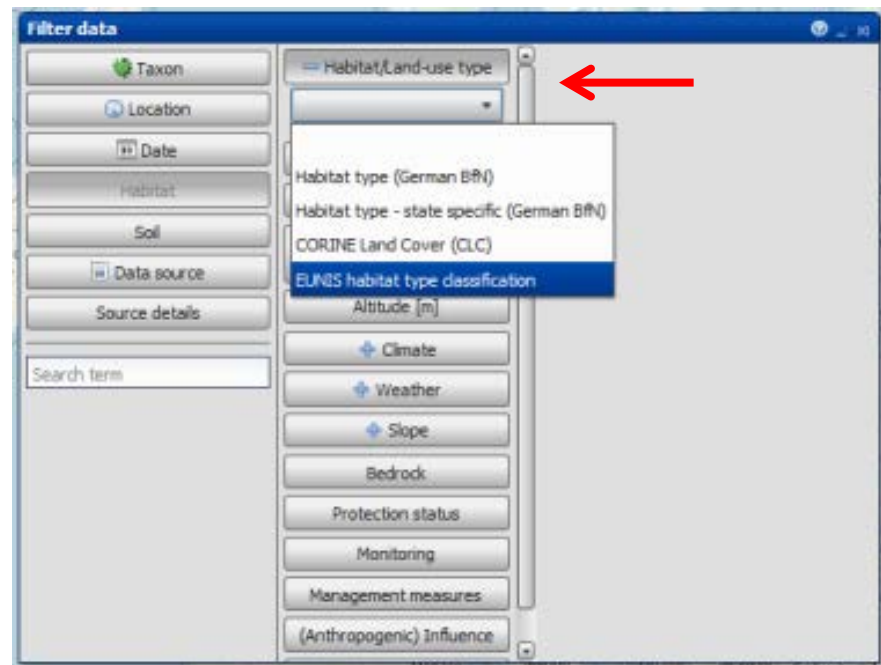 Filter data
Taxon
Location
Date
Habitat
Soil
Data source
Source details
Search term
Habitat/Land-use type
Habitat type (German BfN)
Habitat type - state specific (German BfN)
CORINE Land Cover (CLC)
EUNIS habitat type classification
Altitude [m]
Climate
Weather
Slope
Bedrock
Protection status
Monitoring
Management measures
(Anthropogenic) Influence